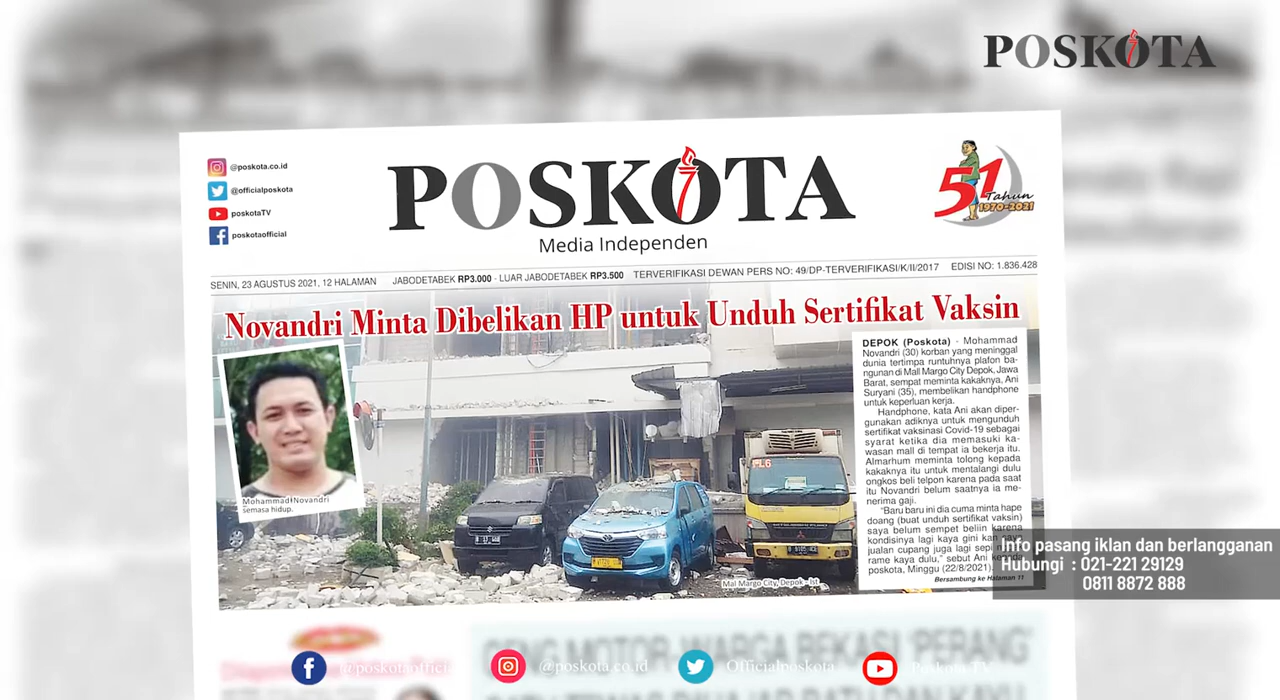 POSKOTA
@poskota.co.id
@officialposkota
poskotaTV
poskotaofficial
POSKOTA
Media Independen
51
Tahun
1970-2021
SENIN, 23 AGUSTUS 2021, 12 HALAMAN JABODETABEK RP3.000 - LUAR JABODETABEK RP3.500 TERVERIFIKASI DEWAN PERS NO: 49/DP-TERVERIFIKASI/K/II/2017 EDISI NO: 1.836.428
Novandri Minta Dibelikan HP untuk Unduh Sertifikat Vaksin
Mohammad Novandri
semasa hidup.
DEPOK (Poskota) - Mohammad
Novandri (30) korban yang meninggal
dunia tertimpa runtuhnya plafon ba-
ngunan di Mall Margo City Depok, Jawa
Barat, sempat meminta kakaknya, Ani
Suryani (35), membelikan handphone
untuk keperluan kerja.
Handphone, kata Ani akan diper-
gunakan adiknya untuk mengunduh
sertifikat vaksinasi Covid-19 sebagai
syarat ketika dia memasuki ka-
wasan mall di tempat ia bekerja itu.
Almarhum meminta tolong kepada
kakaknya itu untuk mentalangi dulu
ongkos beli telpon karena pada saat
itu Novandri belum saatnya ia me-
nerima gaji.
"Baru baru ini dia cuma minta hape
doang (buat unduh sertifikat vaksin)
saya belum sempet beliin karena
kondisinya lagi kaya gini kan saya
jualan cupang juga lagi sepi
rame kaya dulu," sebut Ani
poskota, Minggu (22/8/2021).
Bersambung ke Halaman 11
PL6
Mal Margo City, Depok - Ist
Info pasang iklan dan berlangganan
Hubungi : 021-221 29129
0811 8872 888
GENG MOTOR-WARGA BEKASI 'PERANG'
@poskotaoffici
@poskota.co.id
Officialposkota
Poskota TV